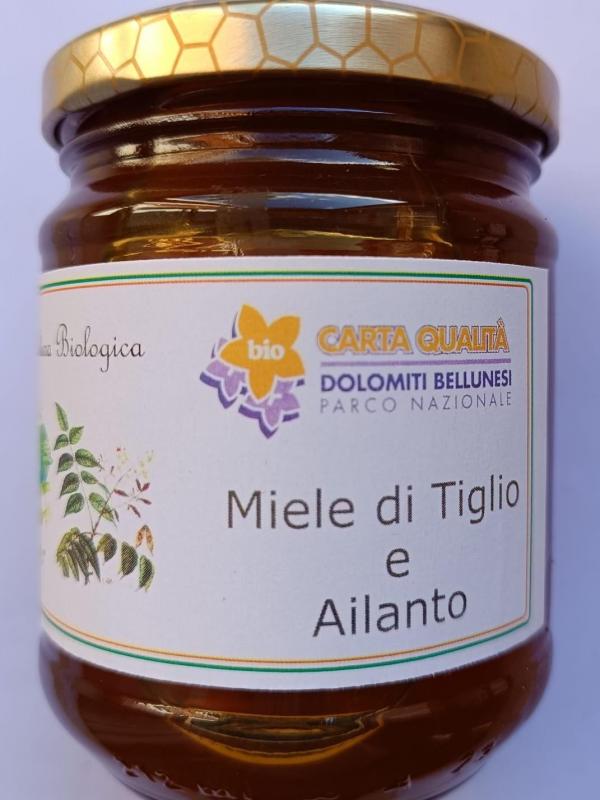 Biologica
bio
CARTA QUALITÀ
DOLOMITI BELLUNESI
PARCO NAZIONALE
Miele di Tiglio
e
Ailanto